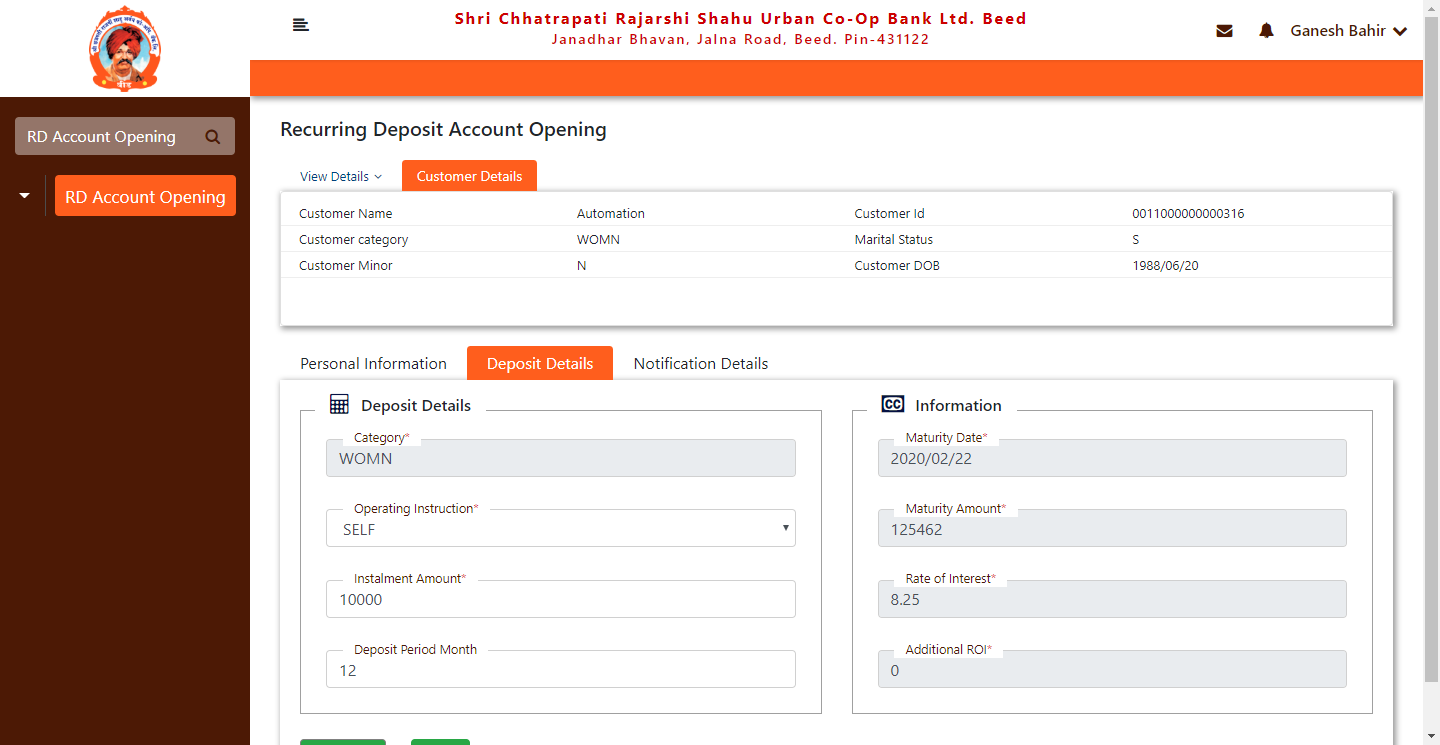 Shri Chhatrapati Rajarshi Shahu Urban Co-Op Bank Ltd. Beed
Janadhar Bhavan, Jalna Road, Beed. Pin-431122
Ganesh Bahir
RD Account Opening
RD Account Opening
Recurring Deposit Account Opening
View Details
Customer Details
Customer Name Automation Customer Id 0011000000000316
Customer category WOMN Marital Status S
Customer Minor N Customer DOB 1988/06/20
Personal Information Deposit Details Notification Details
Deposit Details
Category*
WOMN
Operating Instruction*
SELF
Instalment Amount*
10000
Deposit Period Month
12
CC Information
Maturity Date*
2020/02/22
Maturity Amount*
125462
Rate of Interest*
8.25
Additional ROI*
0